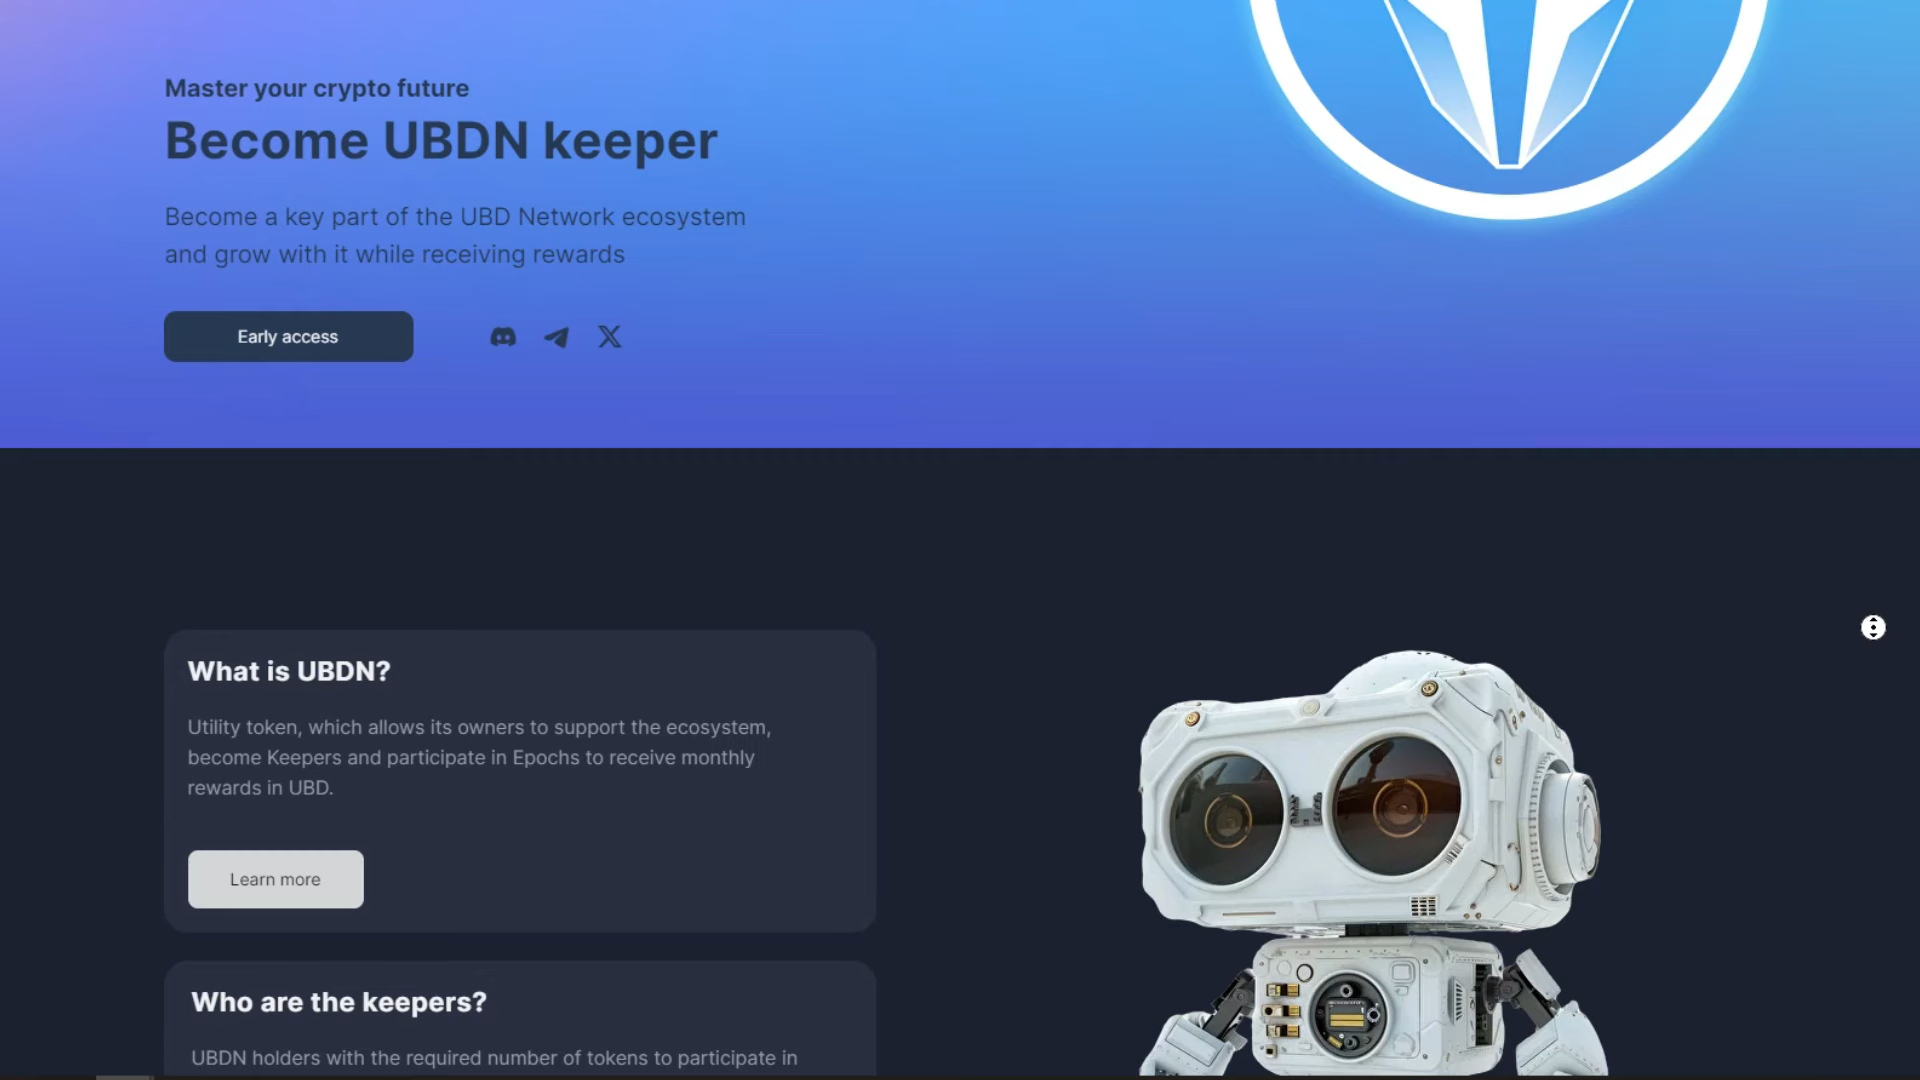 Master your crypto future
Become UBDN keeper
Become a key part of the UBD Network ecosystem
and grow with it while receiving rewards
Early access
What is UBDN?
Utility token, which allows its owners to support the ecosystem,
become Keepers and participate in Epochs to receive monthly
rewards in UBD.
Learn more
Who are the keepers?
UBDN holders with the required number of tokens to participate in